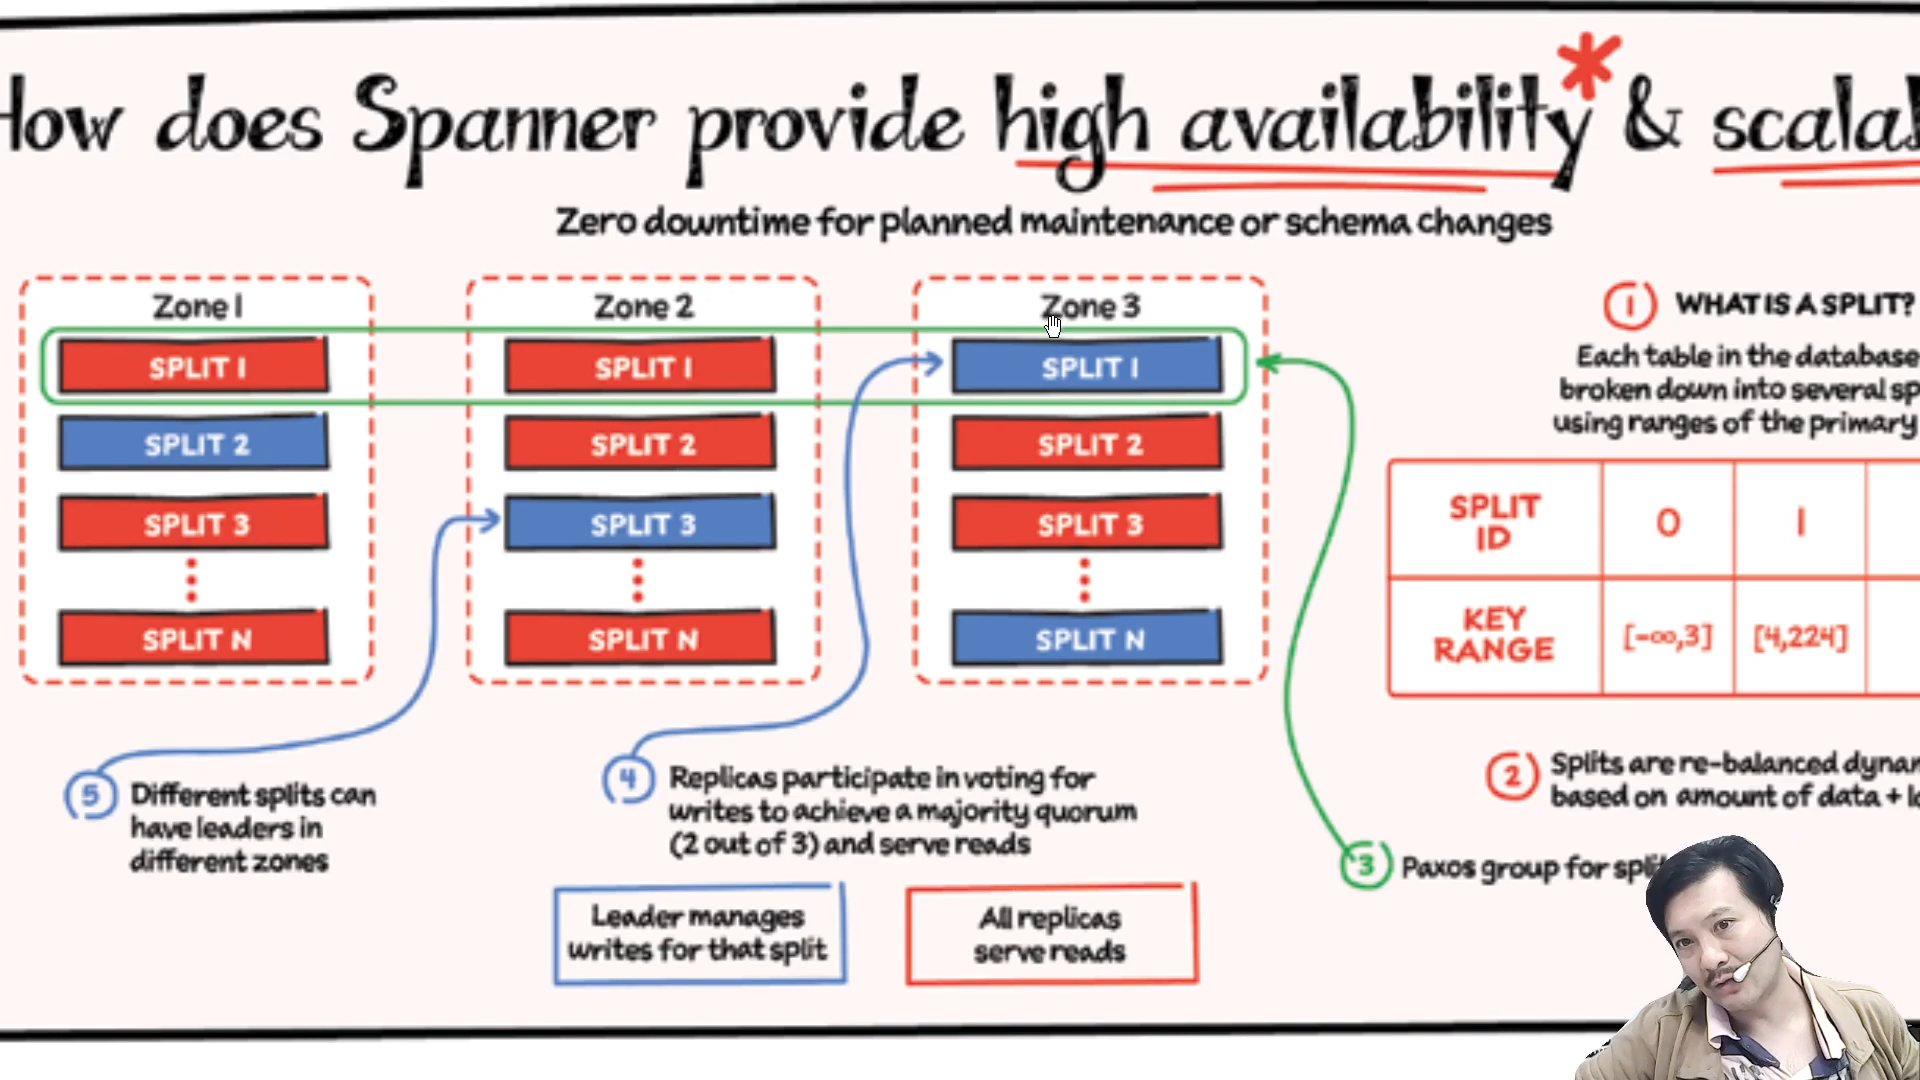 How does Spanner provide high availability* &
Zero downtime for planned maintenance or schema changes
Zone 1
SPLIT 1
SPLIT 2
SPLIT 3
SPLIT N
Zone 2
SPLIT 1
SPLIT 2
SPLIT 3
SPLIT N
Zone 3
SPLIT 1
SPLIT 2
SPLIT 3
SPLIT N
1 WHAT IS A SPLIT?
Each table in the database
broken down into several
using ranges of the primary
SPLIT ID 0 1
KEY RANGE [-∞,3] [4,224]
2 Splits are re-balanced
based on amount of data +
3 Paxos group for
4 Replicas participate in voting for
writes to achieve a majority quorum
(2 out of 3) and serve reads
5 Different splits can
have leaders in
different zones
Leader manages
writes for that split
All replicas
serve reads